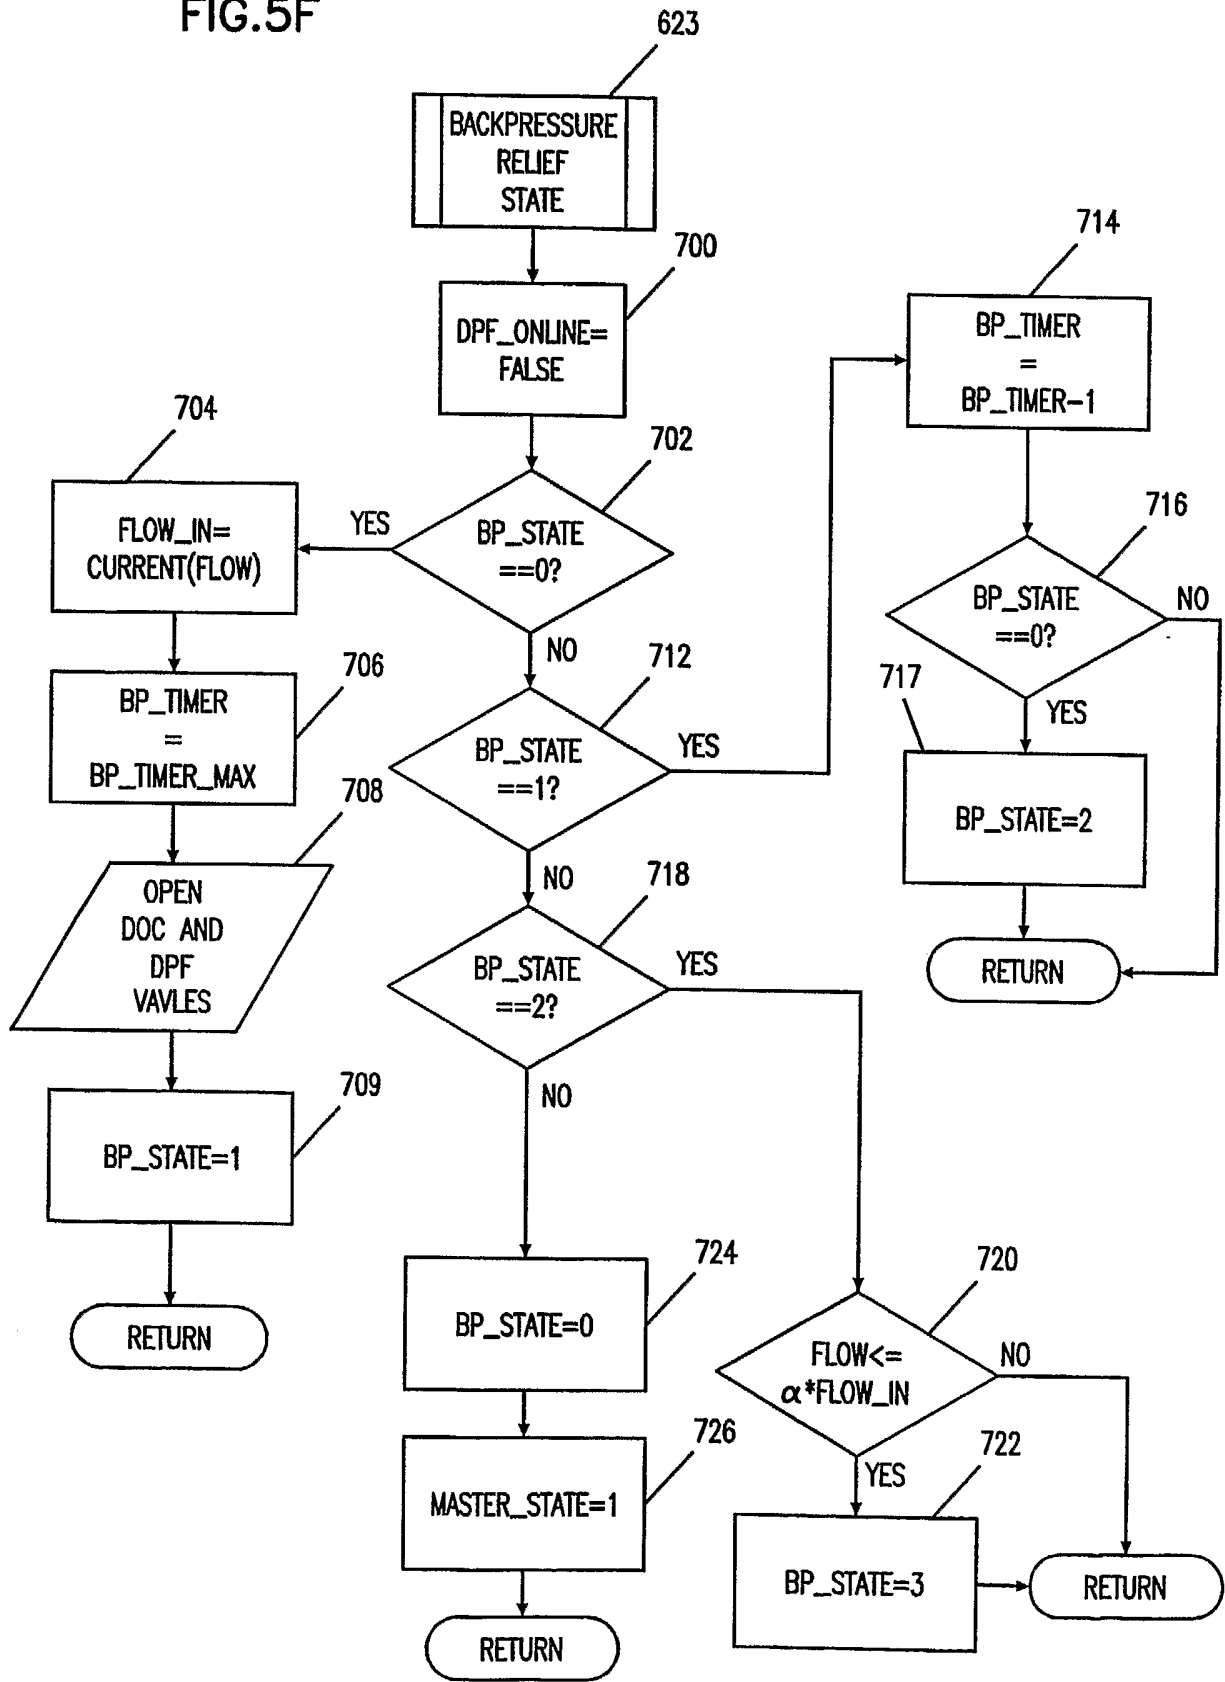 FIG.5F
623
BACKPRESSURE
RELIEF
STATE
700
DPF_ONLINE=
FALSE
702
BP_STATE
==0?
YES
NO
704
FLOW_IN=
CURRENT(FLOW)
706
BP_TIMER
=
BP_TIMER_MAX
708
OPEN
DOC AND
DPF
VAVLES
709
BP_STATE=1
RETURN
712
BP_STATE
==1?
YES
NO
714
BP_TIMER
=
BP_TIMER-1
716
BP_STATE
==0?
NO
YES
717
BP_STATE=2
RETURN
718
BP_STATE
==2?
YES
NO
720
FLOW<=
α*FLOW_IN
NO
YES
722
BP_STATE=3
RETURN
724
BP_STATE=0
726
MASTER_STATE=1
RETURN